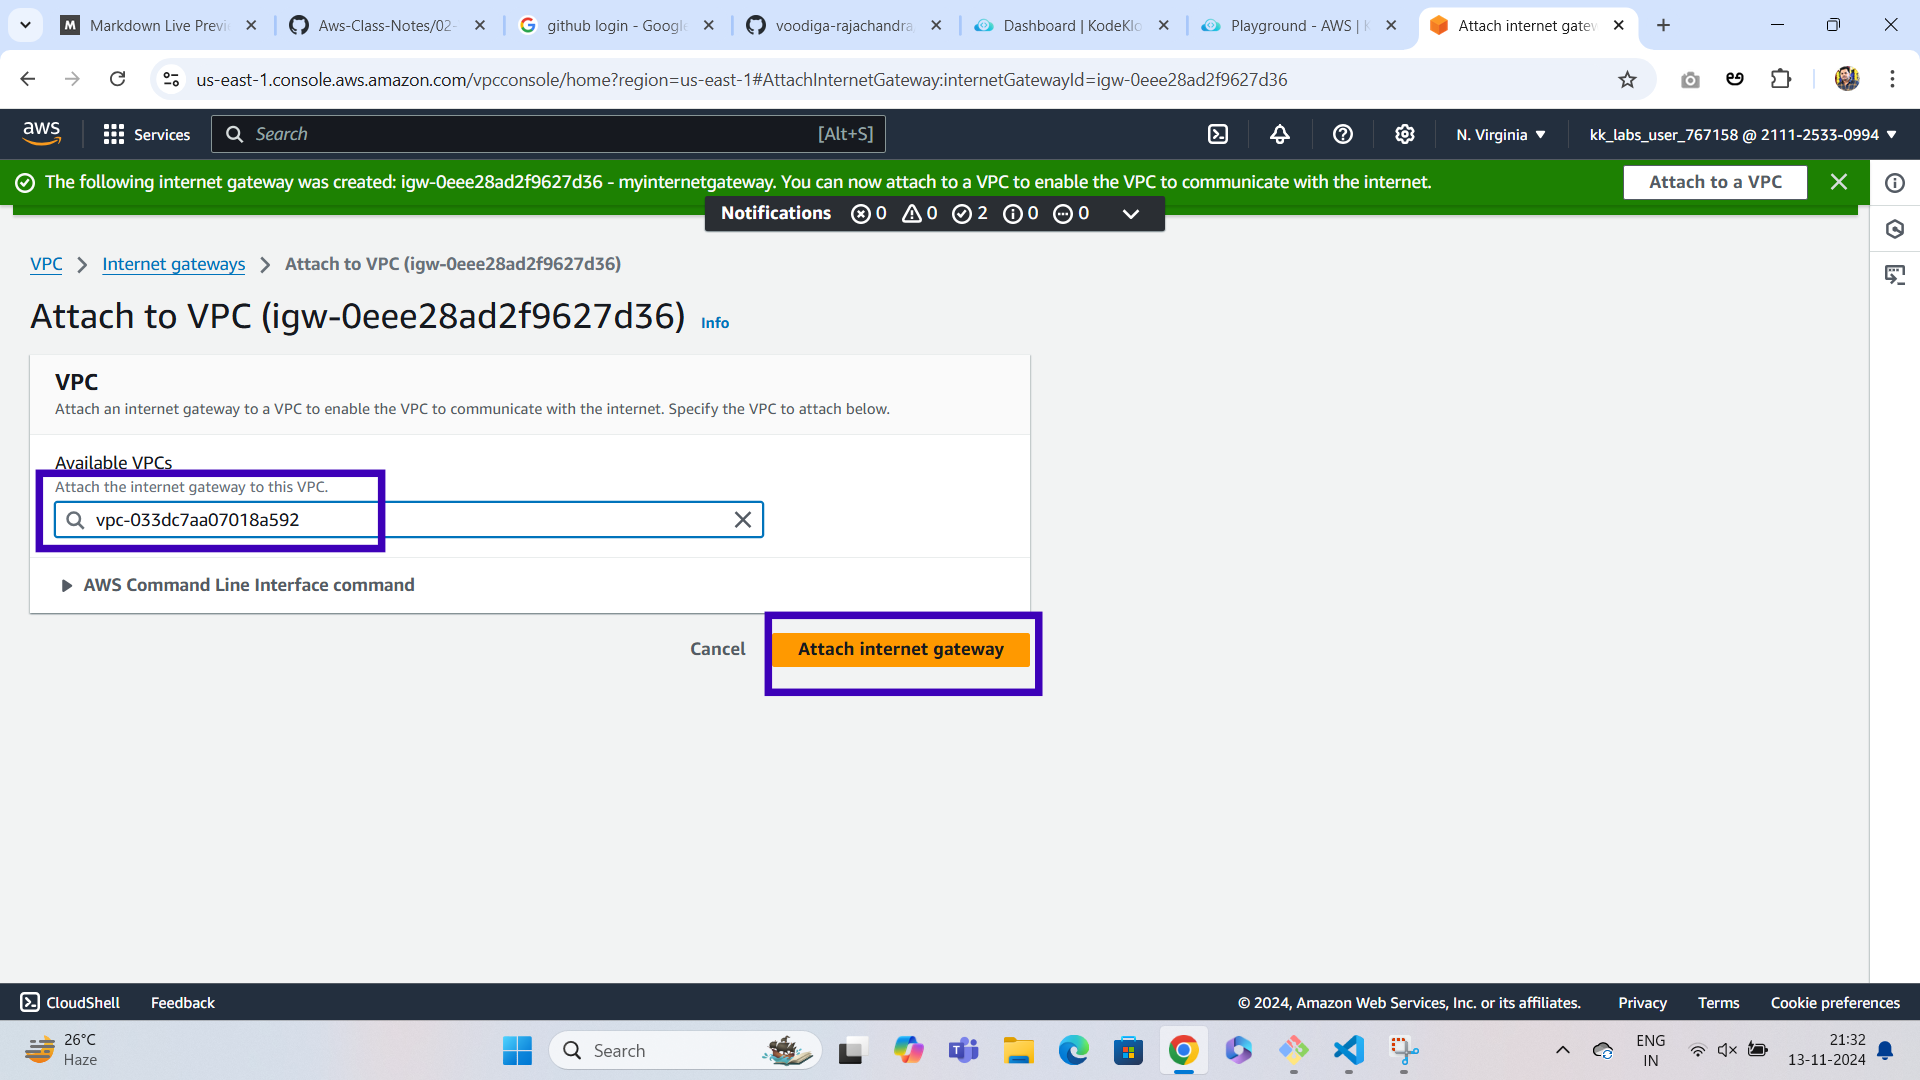 Markdown Live Previ
Aws-Class-Notes/02-
github login - Google
voodiga-rajachandra
Dashboard | KodeKlo
Playground - AWS | K
Attach internet gatew
us-east-1.console.aws.amazon.com/vpcconsole/home?region=us-east-1#AttachInternetGateway:internetGatewayId=igw-0eee28ad2f9627d36
aws
Services
Search
[Alt+S]
N. Virginia
kk_labs_user_767158 @ 2111-2533-0994
The following internet gateway was created: igw-0eee28ad2f9627d36 - myinternetgateway. You can now attach to a VPC to enable the VPC to communicate with the internet.
Attach to a VPC
Notifications 0 0 2 0 0
VPC > Internet gateways > Attach to VPC (igw-0eee28ad2f9627d36)
Attach to VPC (igw-0eee28ad2f9627d36) Info
VPC
Attach an internet gateway to a VPC to enable the VPC to communicate with the internet. Specify the VPC to attach below.
Available VPCs
Attach the internet gateway to this VPC.
vpc-033dc7aa07018a592
AWS Command Line Interface command
Cancel
Attach internet gateway
CloudShell
Feedback
© 2024, Amazon Web Services, Inc. or its affiliates.
Privacy
Terms
Cookie preferences
26°C
Haze
Search
ENG
IN
21:32
13-11-2024